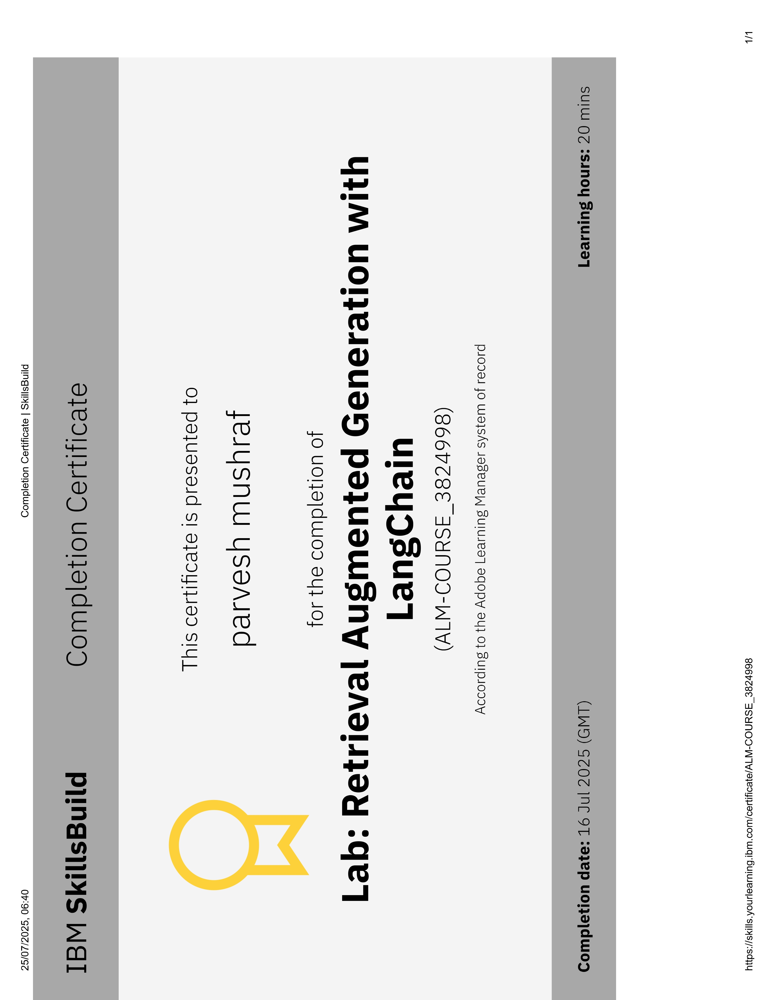 25/07/2025, 06:40
Completion Certificate | SkillsBuild
IBM SkillsBuild
Completion Certificate
This certificate is presented to
parvesh mushraf
for the completion of
Lab: Retrieval Augmented Generation with
LangChain
(ALM-COURSE_3824998)
According to the Adobe Learning Manager system of record
Completion date: 16 Jul 2025 (GMT)
Learning hours: 20 mins
https://skills.yourlearning.ibm.com/certificate/ALM-COURSE_3824998
1/1